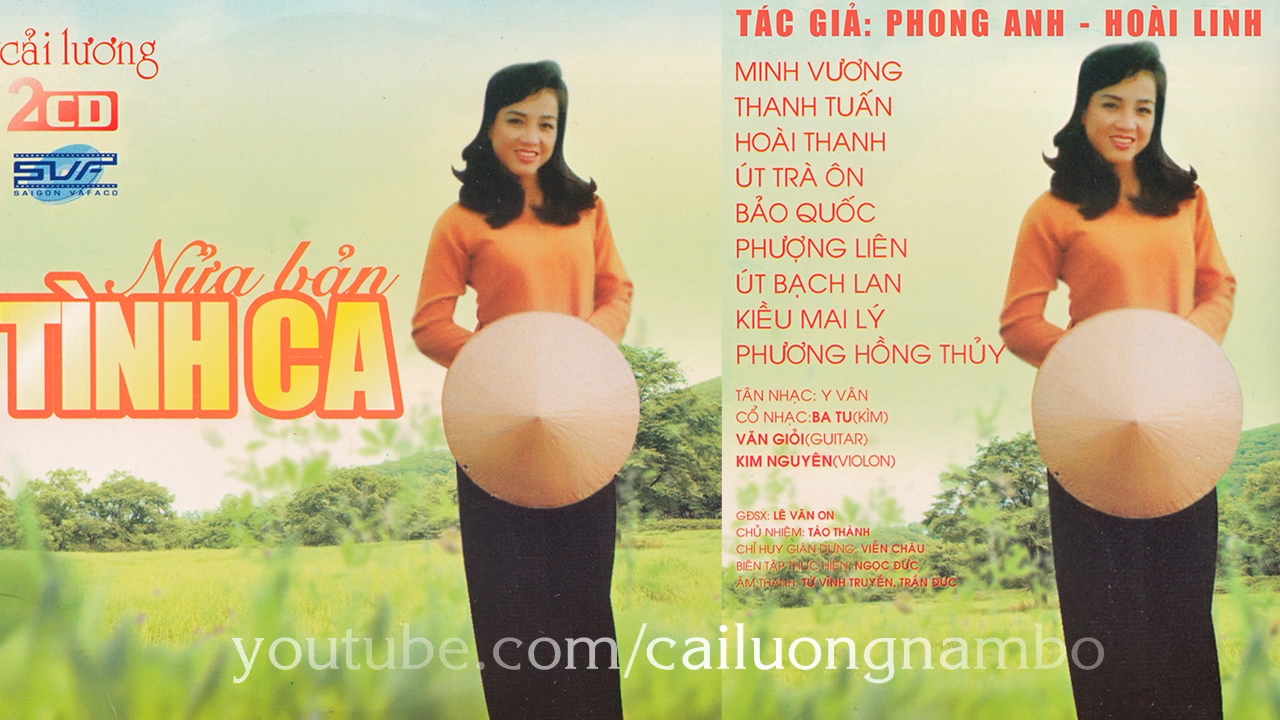 cải lương
2CD
SVF
SAIGON VAFACO
Nửa bản
TÌNH CA
TÁC GIẢ: PHONG ANH - HOÀI LINH
MINH VƯƠNG
THANH TUẤN
HOÀI THANH
ÚT TRÀ ÔN
BẢO QUỐC
PHƯỢNG LIÊN
ÚT BẠCH LAN
KIỀU MAI LÝ
PHƯƠNG HỒNG THỦY
TÂN NHẠC: Y VÂN
CỔ NHẠC:BA TU(KÌM)
VĂN GIỎI(GUITAR)
KIM NGUYÊN(VIOLON)
GĐSX: LÊ VĂN ON
CHỦ NHIỆM: TÀO THÀNH
CHỈ HUY GIÀN DỰNG: VIỄN CHÂU
BIÊN TẬP THỰC HIỆN: NGỌC ĐỨC
ÂM THANH: TỪ VĨNH TRUYỀN, TRẦN ĐỨC
youtube.com/cailuongnambo